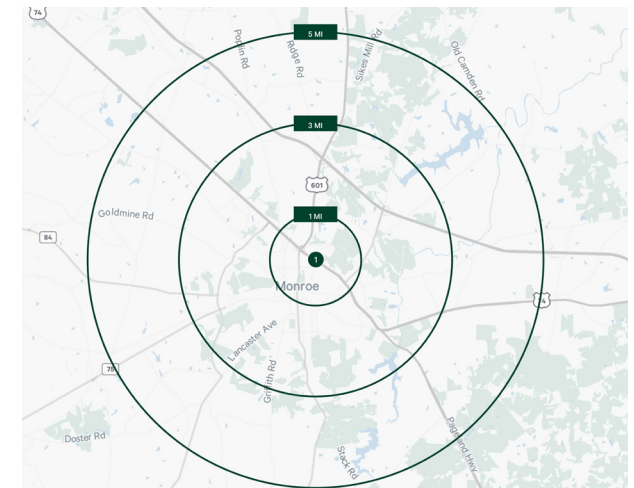 74
5 MI
Poplin Rd
Ridge Rd
Sikes Mill Rd
Old Camden Rd
3 MI
601
1 MI
Goldmine Rd
84
1
Monroe
74
Lancaster Ave
75
Griffith Rd
Doster Rd
Stack Rd
Pageland Hwy